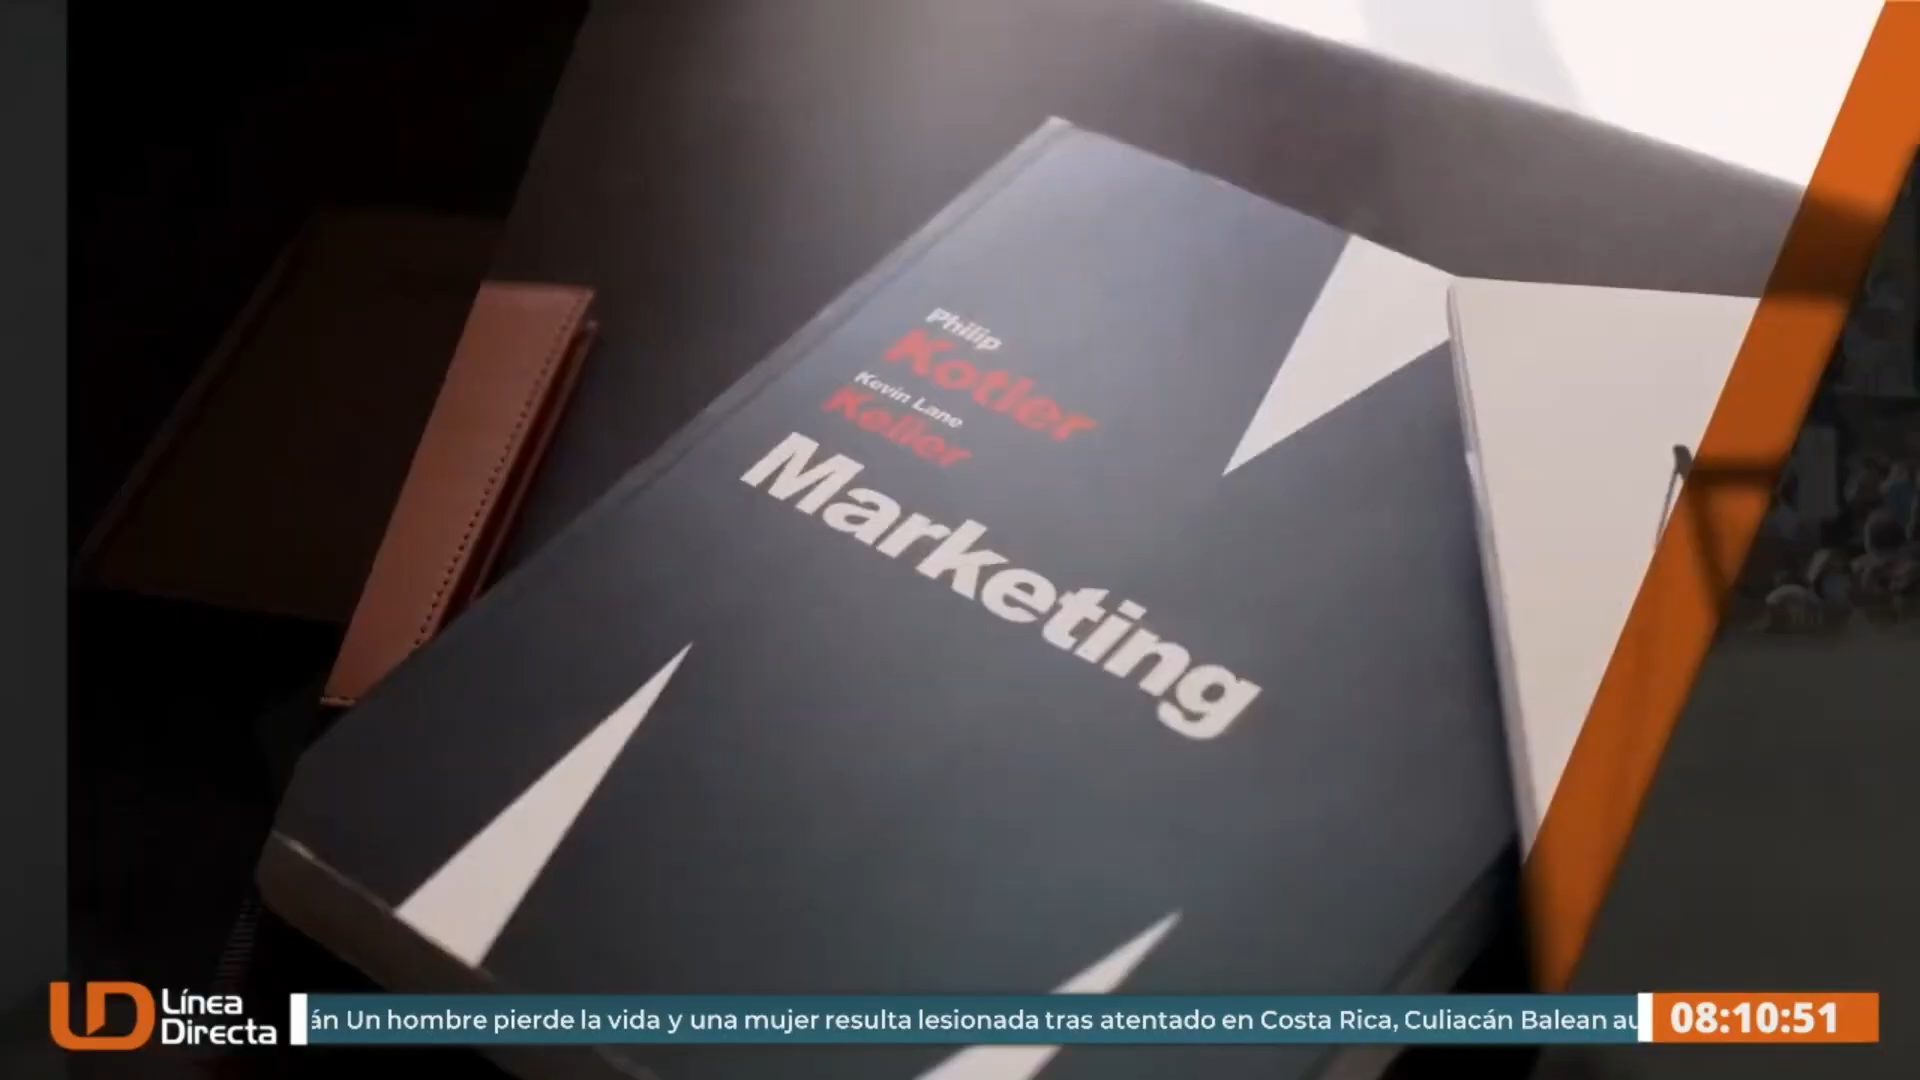 Philip
Kotler
Kevin Lane
Keller
Marketing
Línea
Directa
án Un hombre pierde la vida y una mujer resulta lesionada tras atentado en Costa Rica, Culiacán Balean au
08:10:51